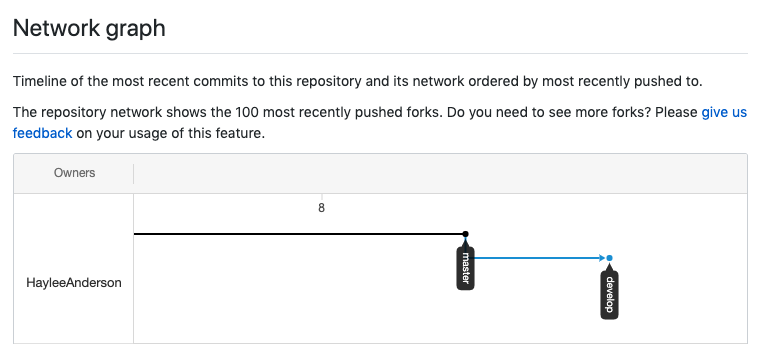 Network graph
Timeline of the most recent commits to this repository and its network ordered by most recently pushed to.
The repository network shows the 100 most recently pushed forks. Do you need to see more forks? Please give us
feedback on your usage of this feature.
Owners
8
HayleeAnderson
master
develop